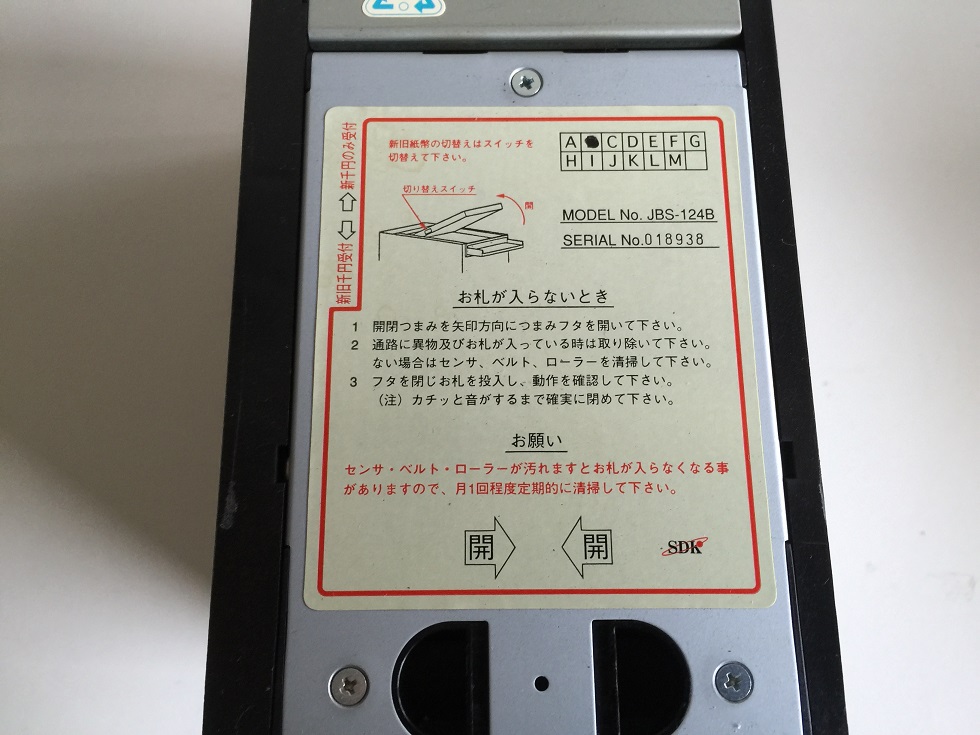 新千円のみ受付
新旧千円受付
新旧紙幣の切替えはスイッチを
切替えて下さい。
切り替えスイッチ
開
A C D E F G
H I J K L M
MODEL No. JBS-124B
SERIAL No.018938
お札が入らないとき
1 開閉つまみを矢印方向につまみフタを開いて下さい。
2 通路に異物及びお札が入っている時は取り除いて下さい。
ない場合はセンサ、ベルト、ローラーを清掃して下さい。
3 フタを閉じお札を投入し、動作を確認して下さい。
（注）カチッと音がするまで確実に閉めて下さい。
お願い
センサ・ベルト・ローラーが汚れますとお札が入らなくなる事
がありますので、月1回程度定期的に清掃して下さい。
開 開 SDK